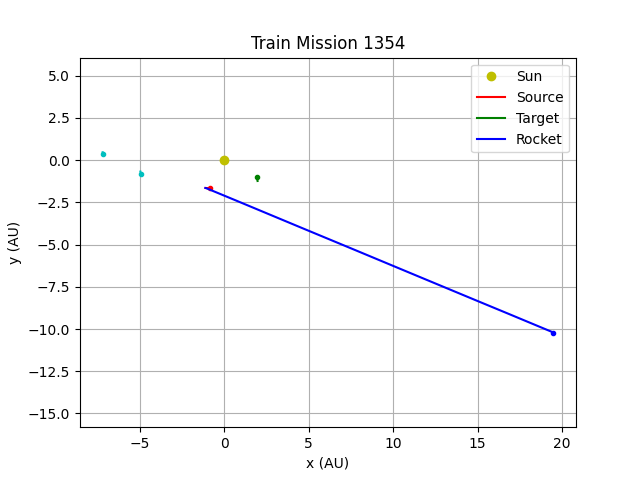 Train Mission 1354
Sun
Source
Target
Rocket
5.0
2.5
0.0
−2.5
−5.0
−7.5
−10.0
−12.5
−15.0
y (AU)
−5
0
5
10
15
20
x (AU)